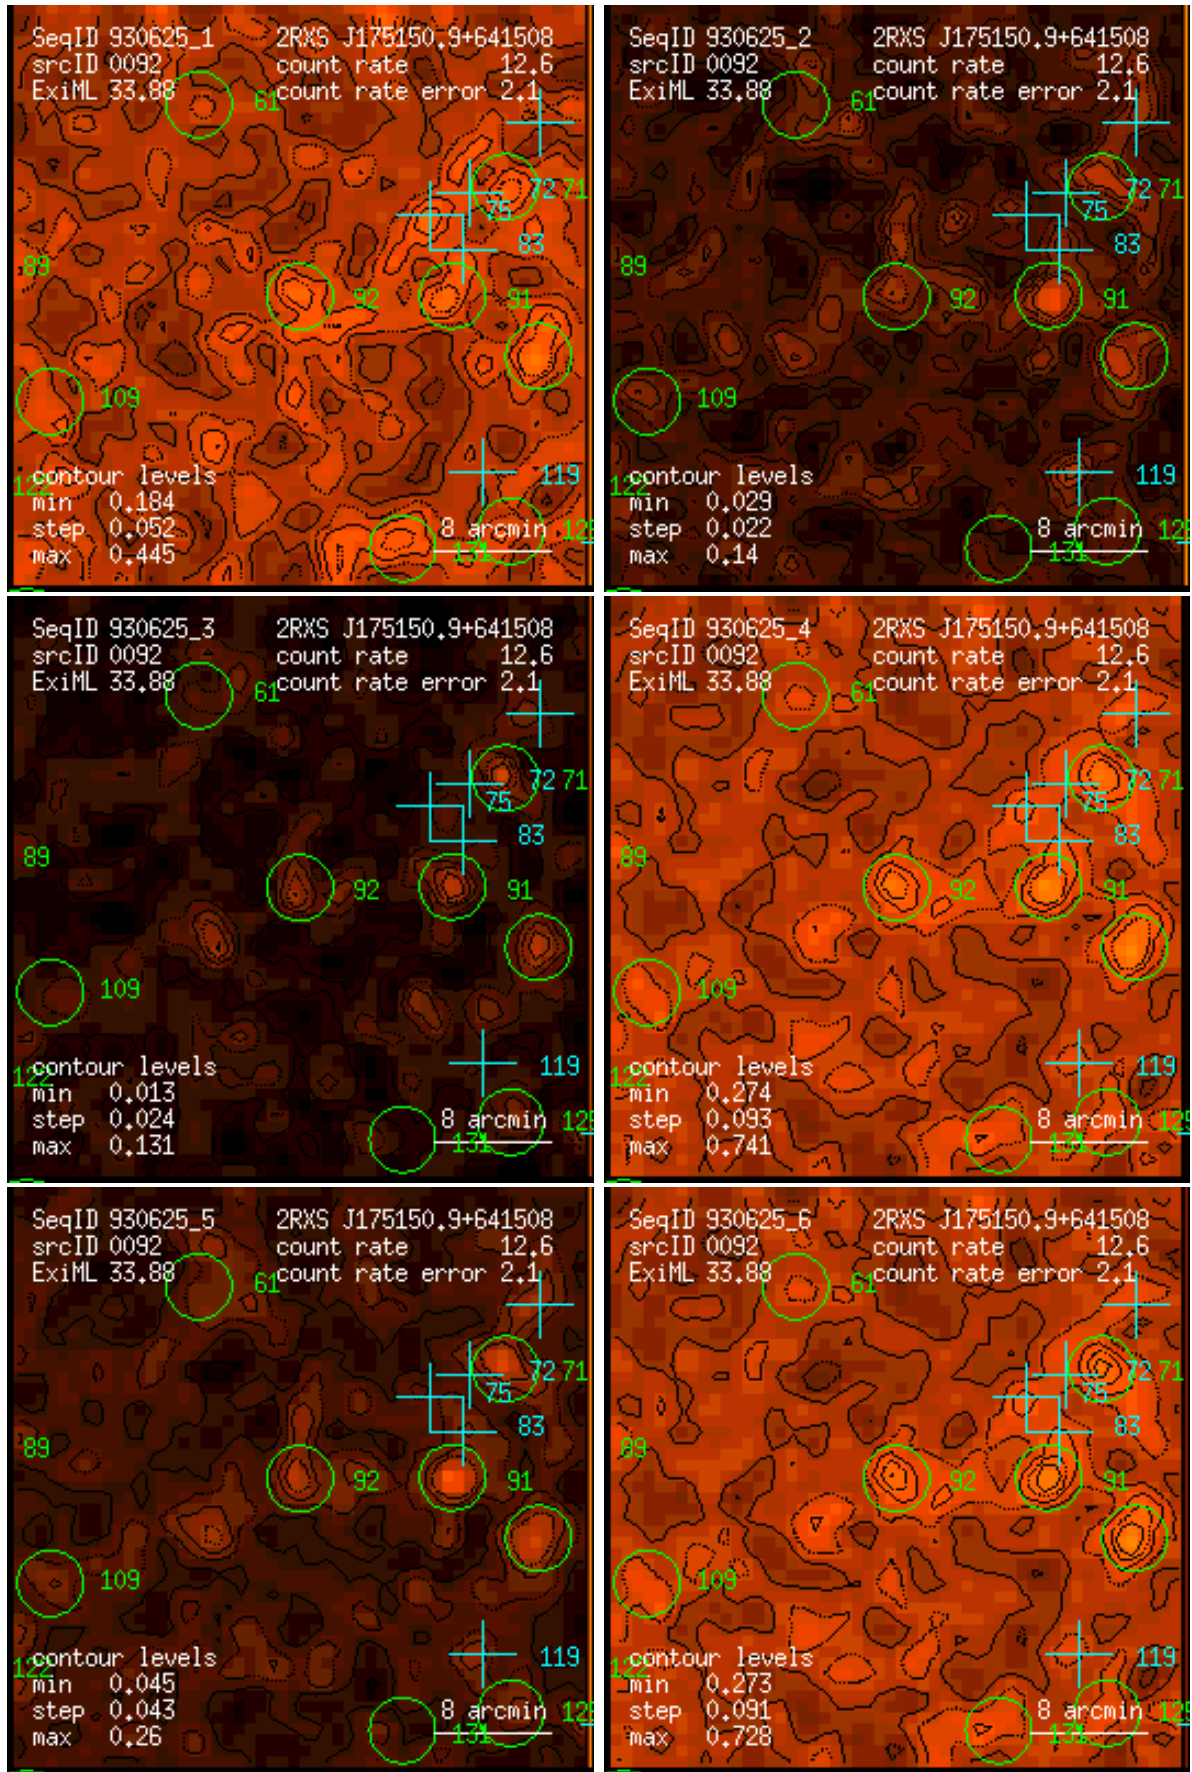 SeqID 930625_1 2RXS J175150.9+641508
srcID 0092 count rate 12.6
ExiML 33.88 count rate error 2.1
61
72 71
75
83
89
92 91
109
contour levels
119
122
min 0.184
step 0.052 8 arcmin 129
max 0.445 131
SeqID 930625_2 2RXS J175150.9+641508
srcID 0092 count rate 12.6
ExiML 33.88 count rate error 2.1
61
72 71
75
83
89
92 91
109
contour levels
119
122
min 0.029
step 0.022 8 arcmin
max 0.14 131
SeqID 930625_3 2RXS J175150.9+641508
srcID 0092 count rate 12.6
ExiML 33.88 count rate error 2.1
61
72 71
75
83
89
92 91
109
contour levels
119
122
min 0.013
step 0.024 8 arcmin
max 0.131 131
SeqID 930625_4 2RXS J175150.9+641508
srcID 0092 count rate 12.6
ExiML 33.88 count rate error 2.1
61
72 71
75
83
89
92 91
109
contour levels
119
122
min 0.274
step 0.093 8 arcmin
max 0.741 131
SeqID 930625_5 2RXS J175150.9+641508
srcID 0092 count rate 12.6
ExiML 33.88 count rate error 2.1
61
72 71
75
83
89
92 91
109
contour levels
119
122
min 0.045
step 0.043 8 arcmin
max 0.26 131
SeqID 930625_6 2RXS J175150.9+641508
srcID 0092 count rate 12.6
ExiML 33.88 count rate error 2.1
61
72 71
75
83
89
92 91
109
contour levels
119
122
min 0.273
step 0.091 8 arcmin
max 0.728 131